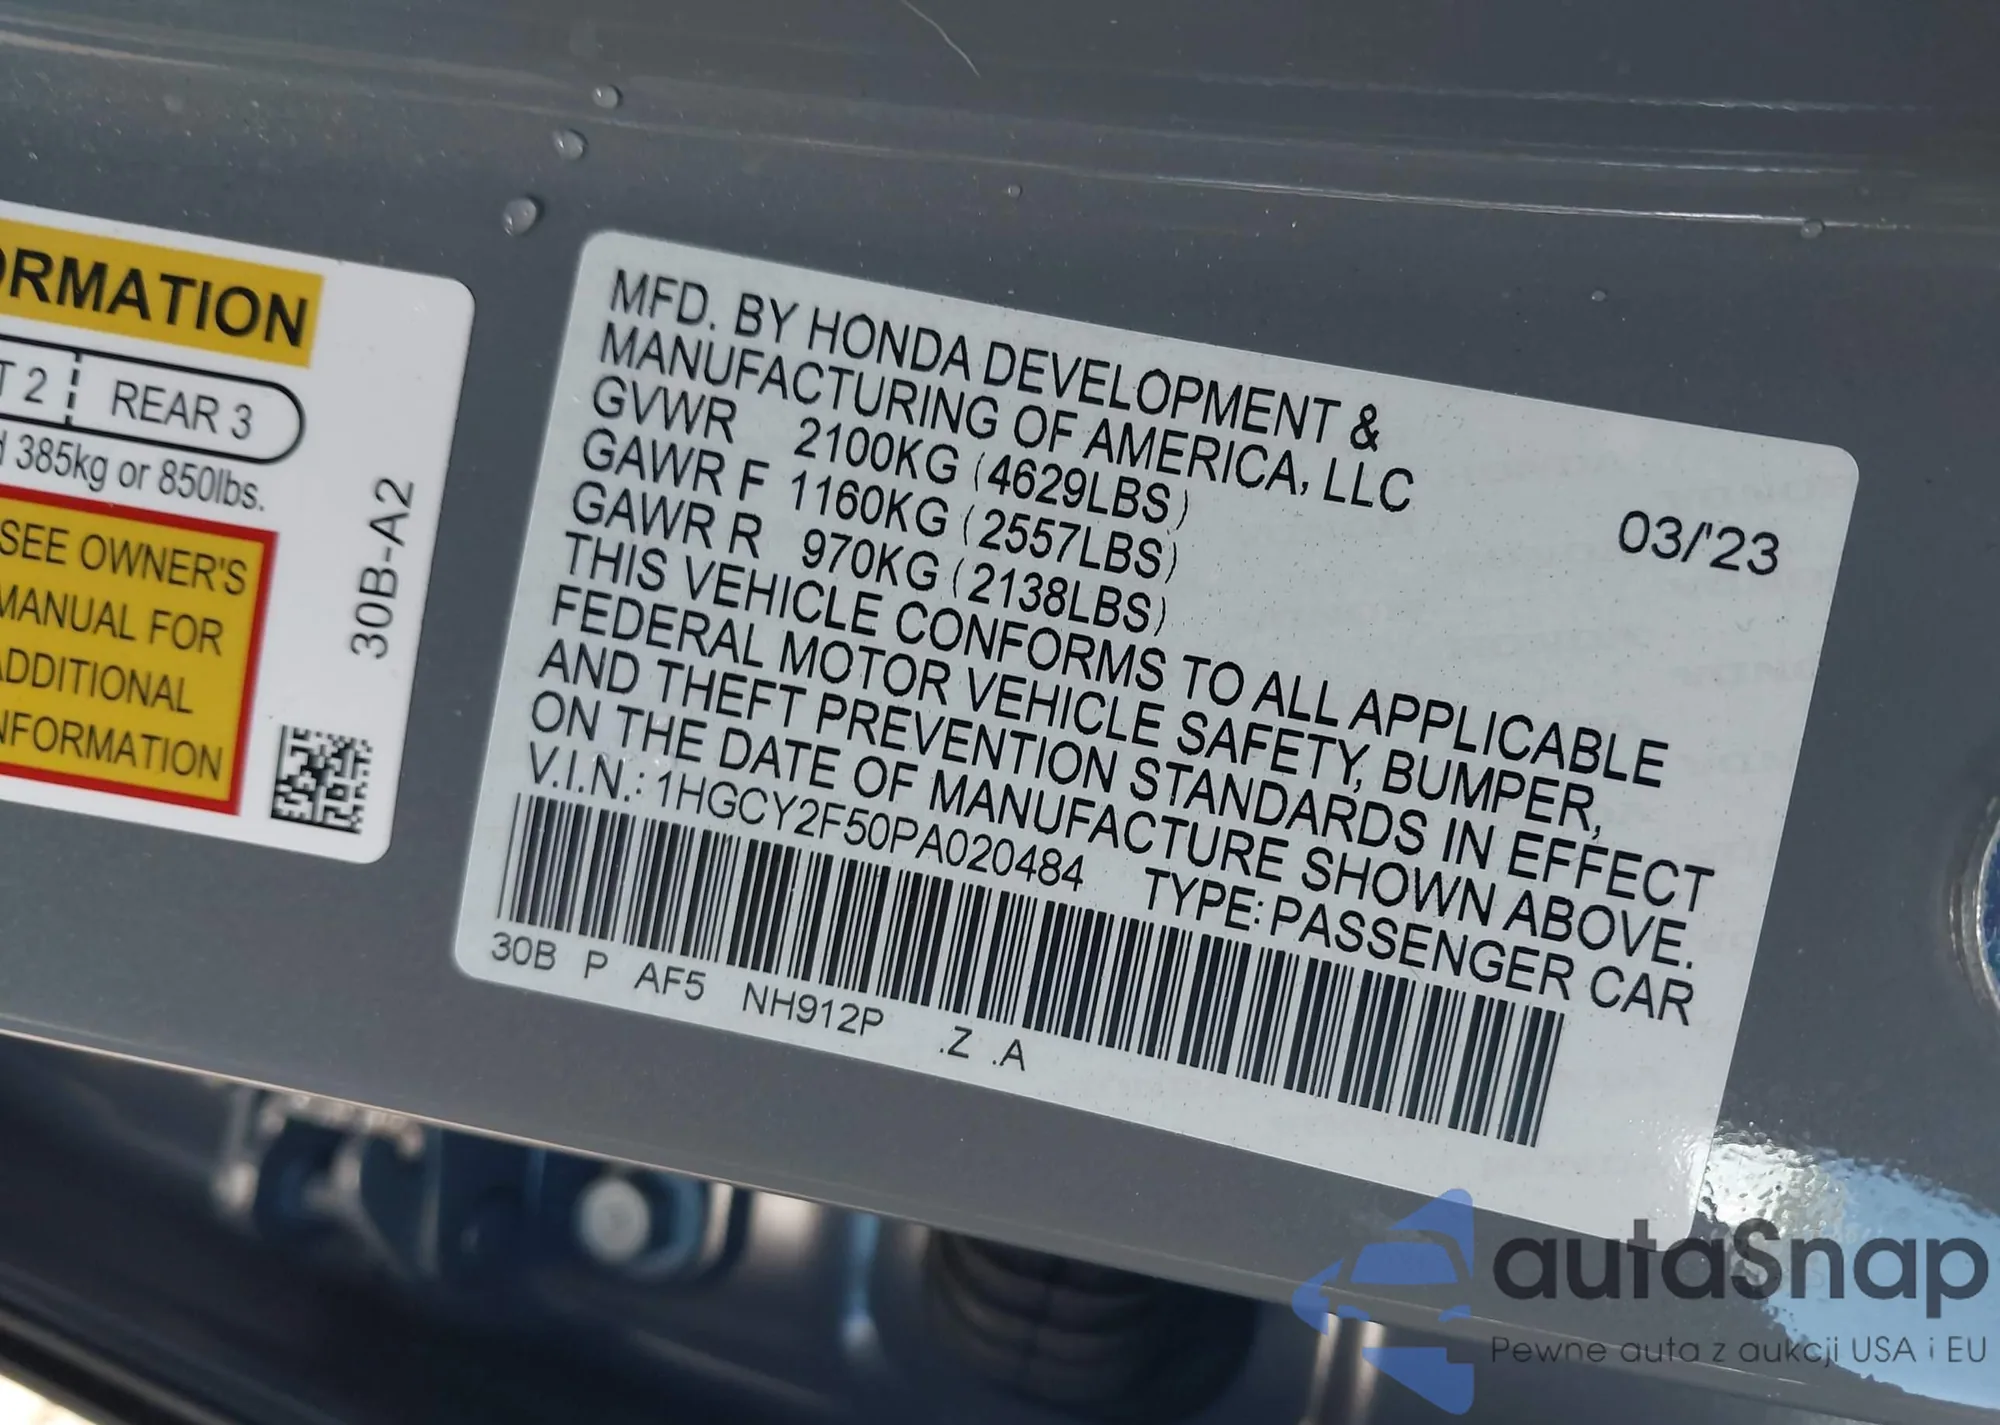 ORMATION
T 2 REAR 3
d 385kg or 850lbs.
SEE OWNER'S
MANUAL FOR
ADDITIONAL
NFORMATION
30B-A2
MFD. BY HONDA DEVELOPMENT &
MANUFACTURING OF AMERICA, LLC
GVWR 2100KG (4629LBS)
GAWR F 1160KG (2557LBS)
GAWR R 970KG (2138LBS)
03/'23
THIS VEHICLE CONFORMS TO ALL APPLICABLE
FEDERAL MOTOR VEHICLE SAFETY, BUMPER,
AND THEFT PREVENTION STANDARDS IN EFFECT
ON THE DATE OF MANUFACTURE SHOWN ABOVE.
V.I.N.: 1HGCY2F50PA020484 TYPE: PASSENGER CAR
30B P AF5 NH912P .Z .A
autaSnap
Pewne auta z aukcji USA i EU